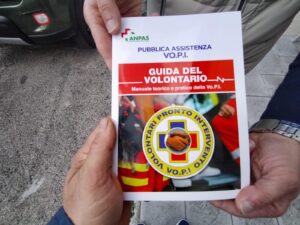 ANPAS
PUBBLICA ASSISTENZA
VO.P.I.
GUIDA DEL
VOLONTARIO
Manuale teorico e pratico della Vo.P.I.
VOLONTARI PRONTO INTERVENTO
VO.P.I